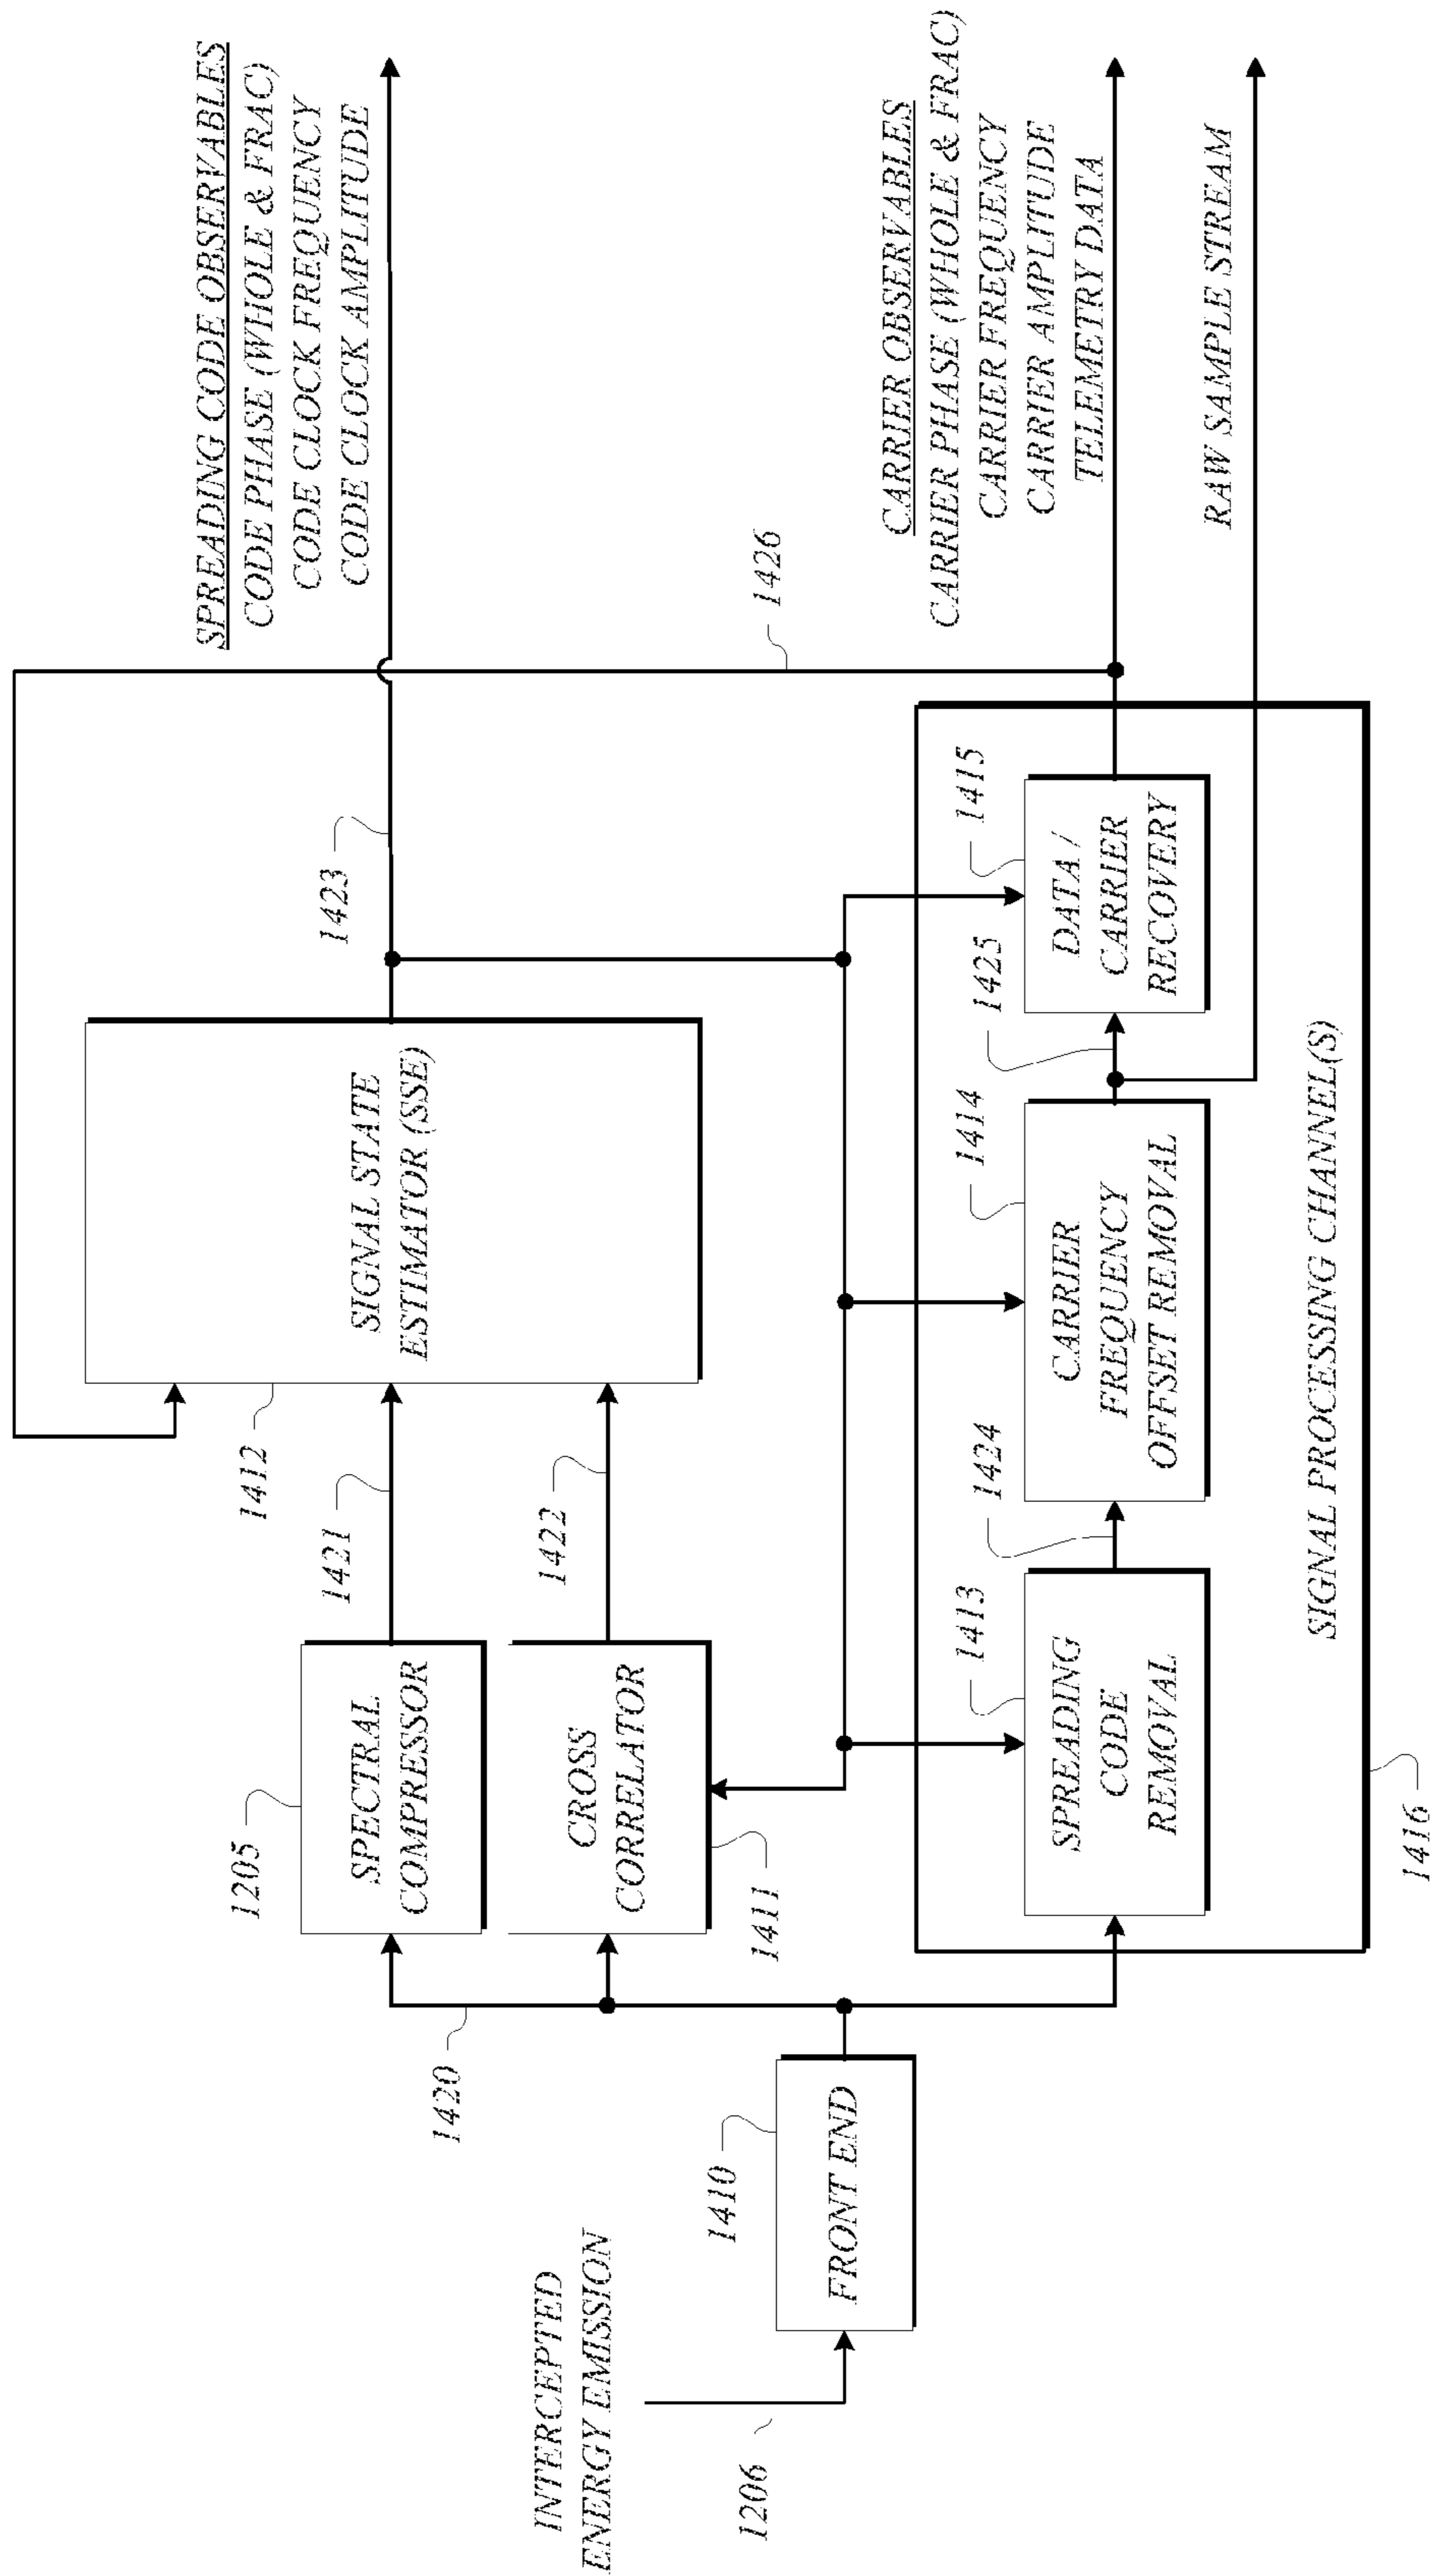 SPREADING CODE OBSERVABLES
CODE PHASE (WHOLE & FRAC)
CODE CLOCK FREQUENCY
CODE CLOCK AMPLITUDE
1423
1426
SIGNAL STATE
ESTIMATOR (SSE)
1412
1421
1422
1205
SPECTRAL
COMPRESSOR
CROSS
CORRELATOR
1411
1420
INTERCEPTED
ENERGY EMISSION
1206
1410
FRONT END
CARRIER OBSERVABLES
CARRIER PHASE (WHOLE & FRAC)
CARRIER FREQUENCY
CARRIER AMPLITUDE
TELEMETRY DATA
RAW SAMPLE STREAM
1413
SPREADING
CODE
REMOVAL
1424
1414
CARRIER
FREQUENCY
OFFSET REMOVAL
1425
1415
DATA /
CARRIER
RECOVERY
SIGNAL PROCESSING CHANNEL(S)
1416